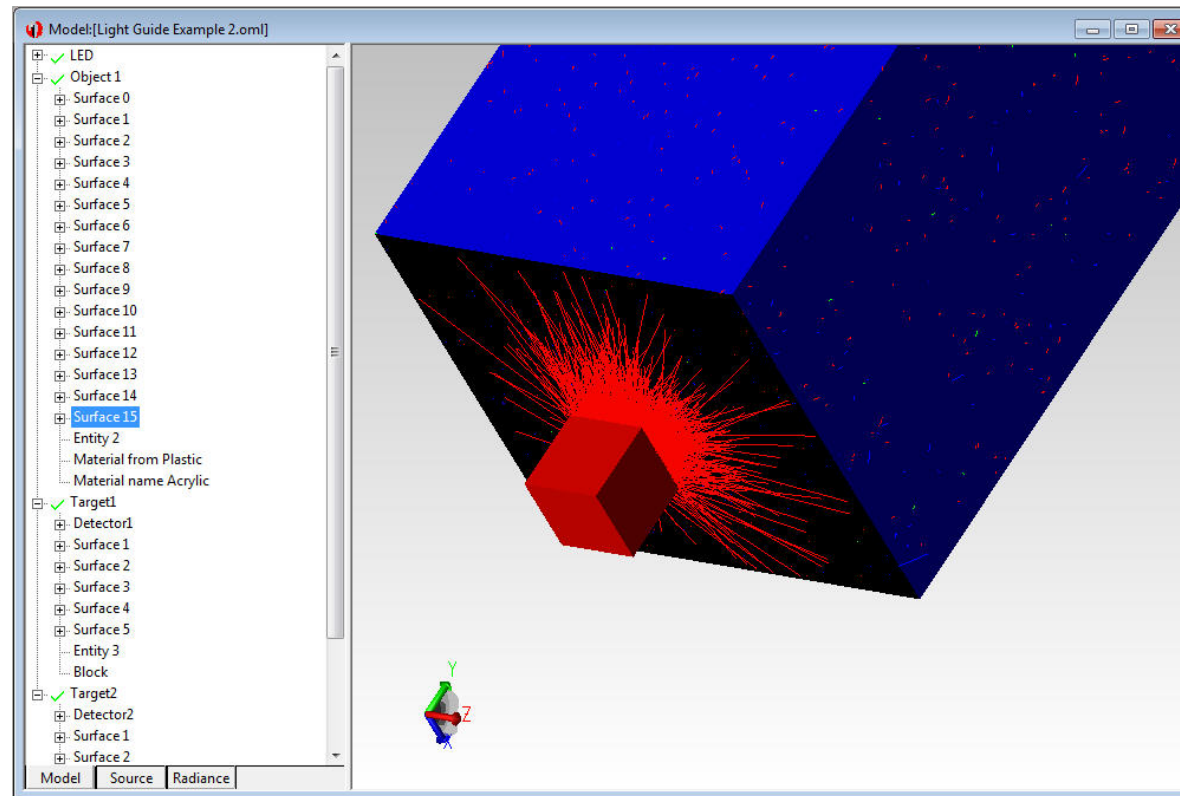 Model:[Light Guide Example 2.oml]
LED
Object 1
Surface 0
Surface 1
Surface 2
Surface 3
Surface 4
Surface 5
Surface 6
Surface 7
Surface 8
Surface 9
Surface 10
Surface 11
Surface 12
Surface 13
Surface 14
Surface 15
Entity 2
Material from Plastic
Material name Acrylic
Target1
Detector1
Surface 1
Surface 2
Surface 3
Surface 4
Surface 5
Entity 3
Block
Target2
Detector2
Surface 1
Surface 2
Model Source Radiance
Y
Z
X